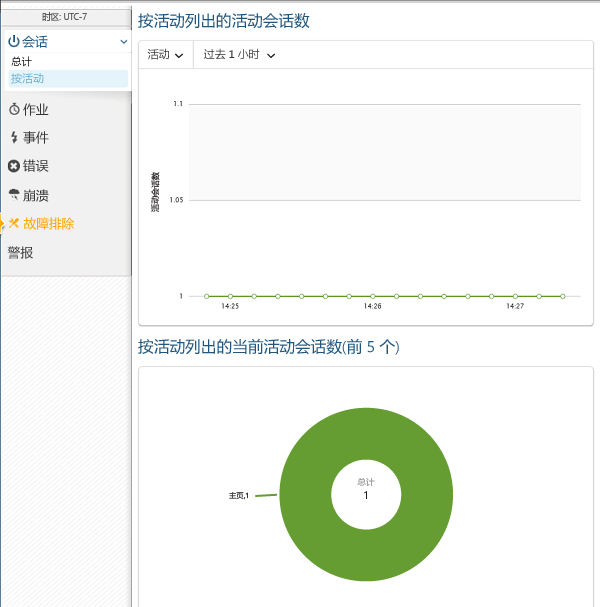 时区: UTC-7
会话
总计
按活动
作业
事件
错误
崩溃
故障排除
警报
按活动列出的活动会话数
活动
过去 1 小时
1.1
1.05
1
活动会话数
14:25
14:26
14:27
按活动列出的当前活动会话数(前 5 个)
主页,1
总计
1